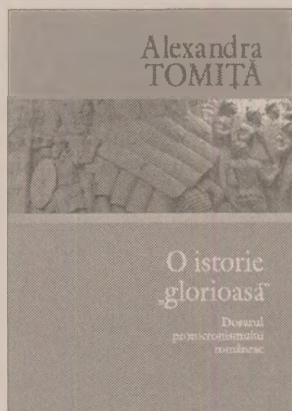 Alexandra
TOMIȚĂ
O istorie
„glorioasă”
Dosarul
protocronismului
românesc